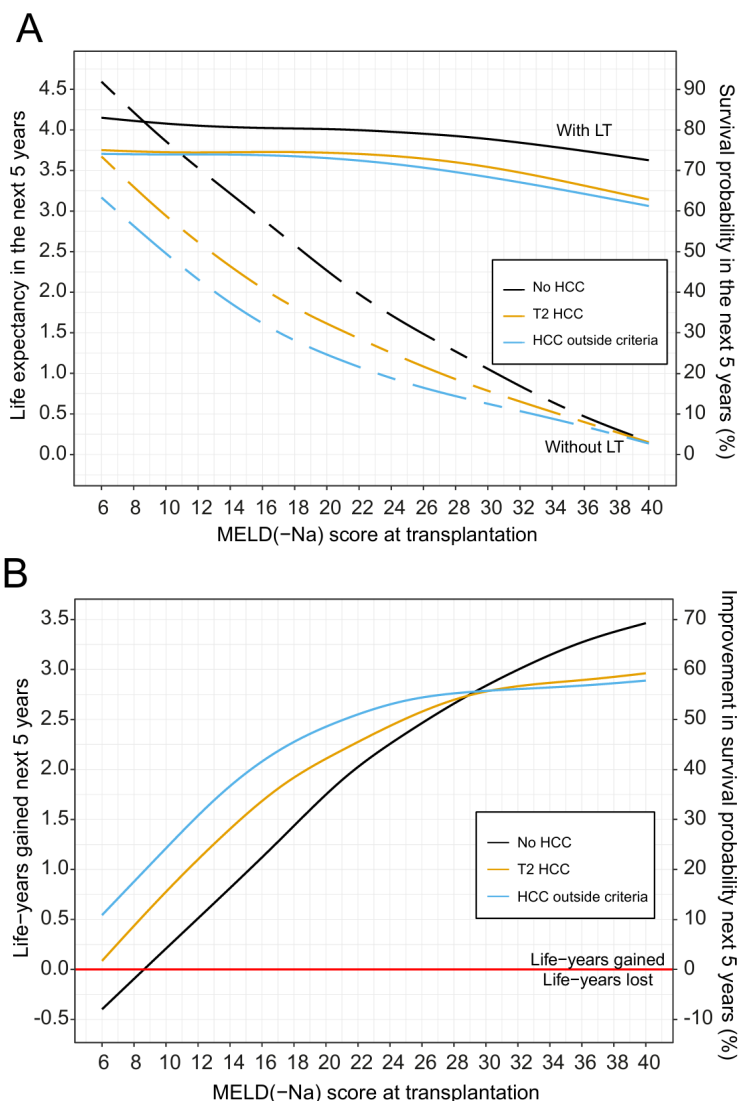 A
Life expectancy in the next 5 years
4.5
4.0
3.5
3.0
2.5
2.0
1.5
1.0
0.5
0.0
90
80
70
60
50
40
30
20
10
0
Survival probability in the next 5 years (%)
With LT
No HCC
T2 HCC
HCC outside criteria
Without LT
6 8 10 12 14 16 18 20 22 24 26 28 30 32 34 36 38 40
MELD(−Na) score at transplantation
B
Life−years gained next 5 years
3.5
3.0
2.5
2.0
1.5
1.0
0.5
0.0
-0.5
70
60
50
40
30
20
10
0
-10
Improvement in survival probability next 5 years (%)
No HCC
T2 HCC
HCC outside criteria
Life−years gained
Life−years lost
6 8 10 12 14 16 18 20 22 24 26 28 30 32 34 36 38 40
MELD(−Na) score at transplantation